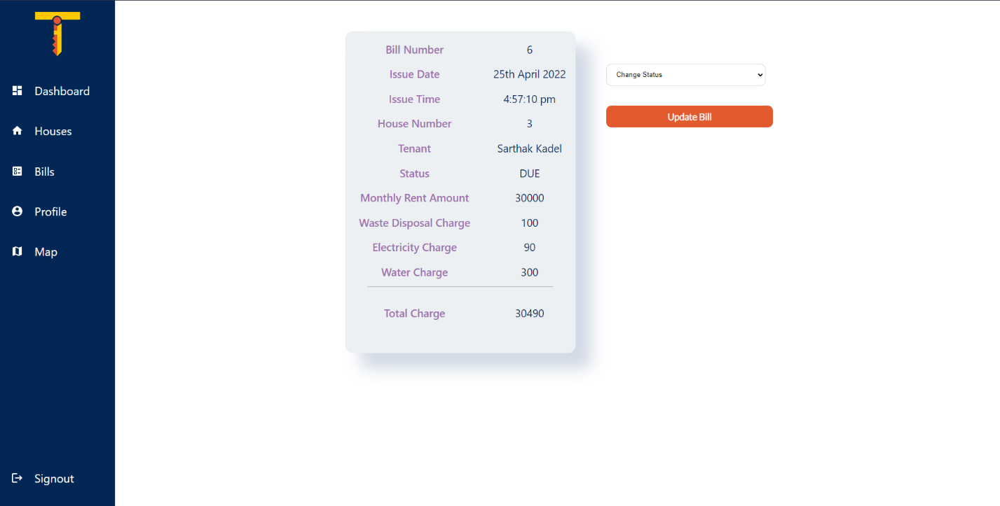 Dashboard
Houses
Bills
Profile
Map
Signout
Bill Number 6
Issue Date 25th April 2022
Issue Time 4:57:10 pm
House Number 3
Tenant Sarthak Kadel
Status DUE
Monthly Rent Amount 30000
Waste Disposal Charge 100
Electricity Charge 90
Water Charge 300
Total Charge 30490
Change Status
Update Bill